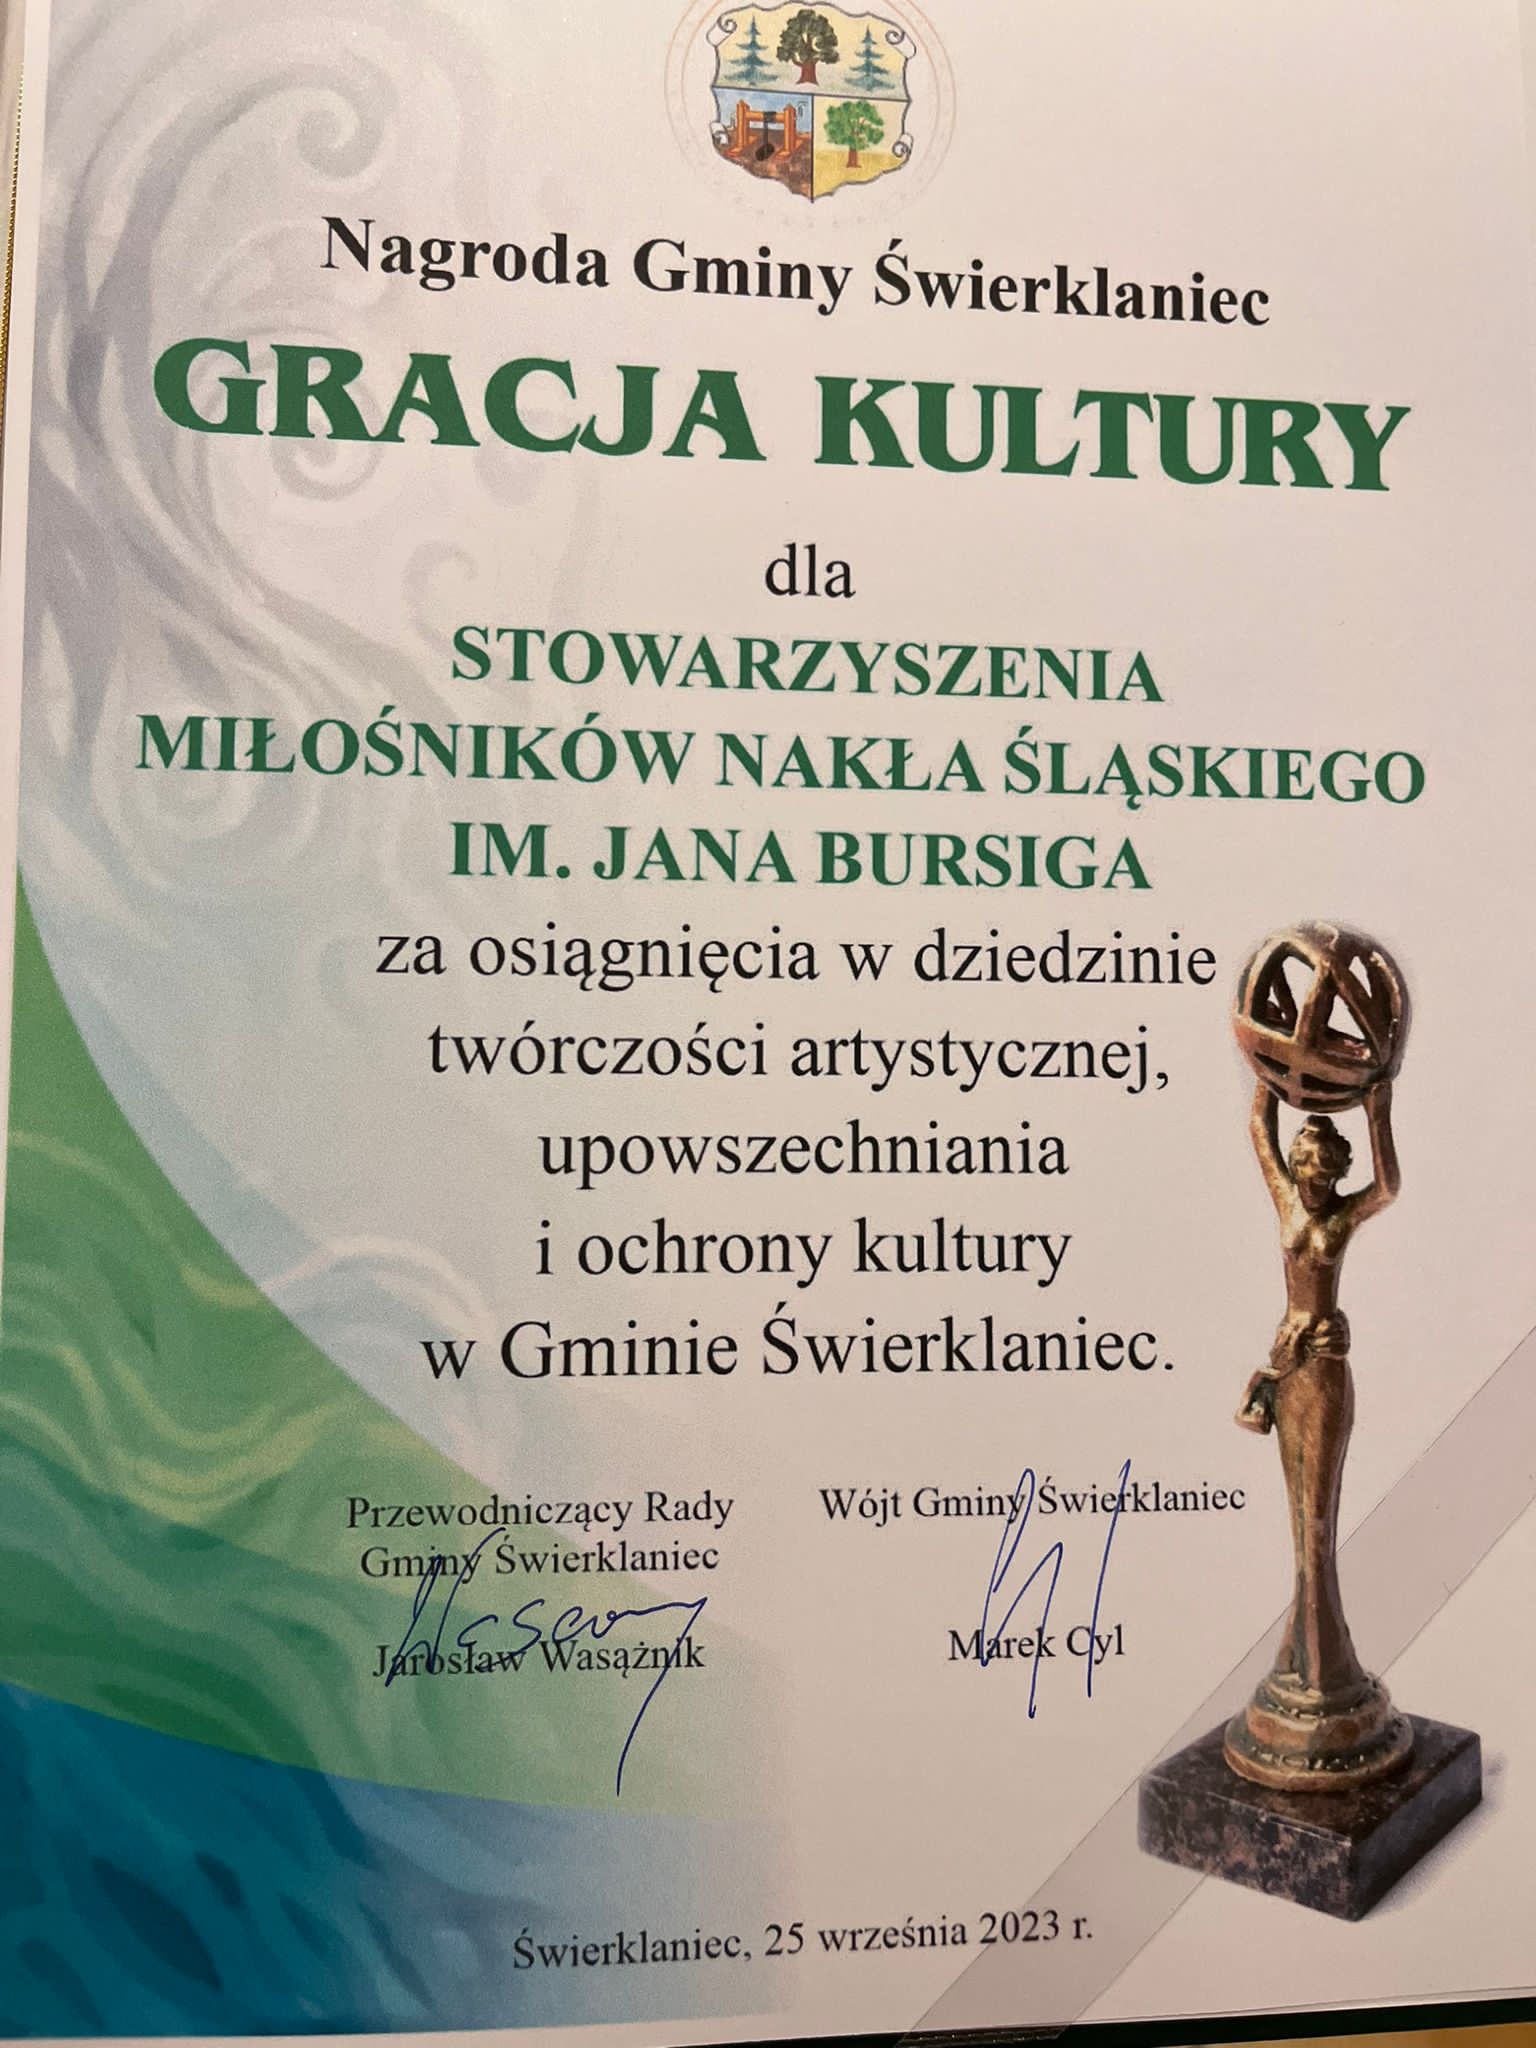 Nagroda Gminy Świerklaniec
GRACJA KULTURY
dla
STOWARZYSZENIA
MIŁOŚNIKÓW NAKŁA ŚLĄSKIEGO
IM. JANA BURSIGA
za osiągnięcia w dziedzinie
twórczości artystycznej,
upowszechniania
i ochrony kultury
w Gminie Świerklaniec.
Przewodniczący Rady
Gminy Świerklaniec
Jarosław Wasążnik
Wójt Gminy Świerklaniec
Marek Cyl
Świerklaniec, 25 września 2023 r.